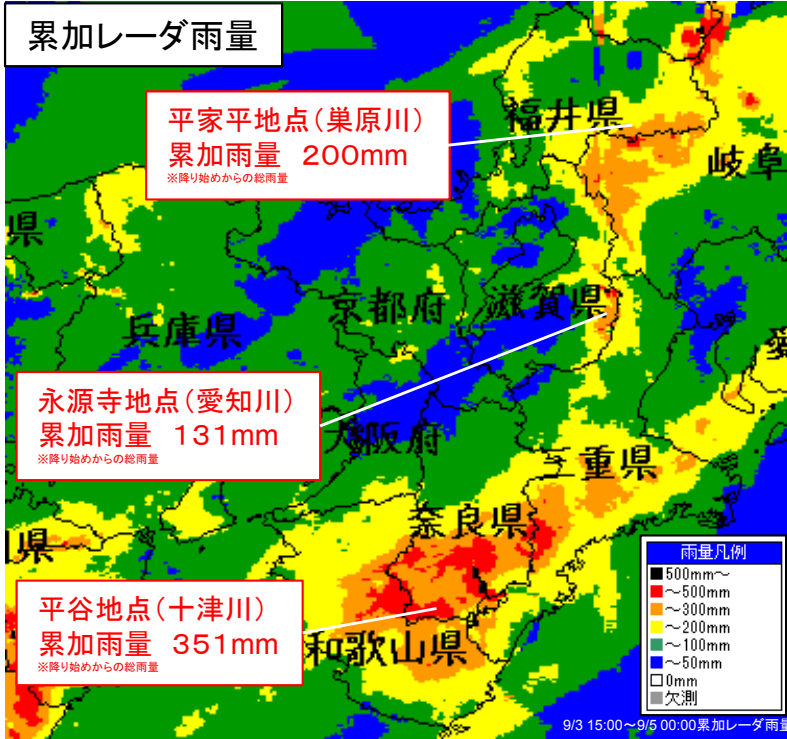 累加レーダ雨量
平家平地点(巣原川)
累加雨量 200mm
※降り始めからの総雨量
福井県
岐阜
県
京都府
滋賀県
兵庫県
愛
永源寺地点(愛知川)
累加雨量 131mm
※降り始めからの総雨量
大阪府
三重県
奈良県
川県
平谷地点(十津川)
累加雨量 351mm
※降り始めからの総雨量
和歌山県
雨量凡例
500mm～
～500mm
～300mm
～200mm
～100mm
～50mm
0mm
欠測
9/3 15:00～9/5 00:00累加レーダ雨量